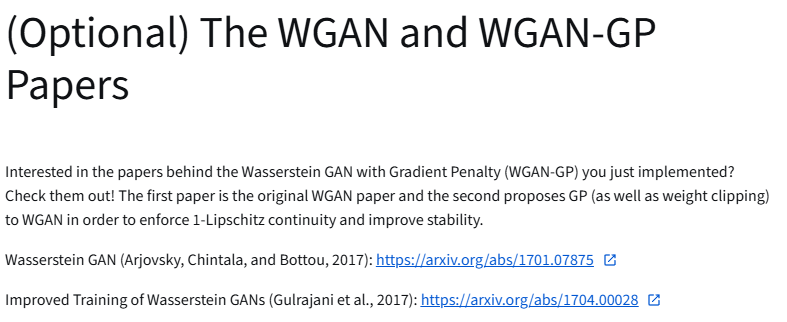 (Optional) The WGAN and WGAN-GP
Papers
Interested in the papers behind the Wasserstein GAN with Gradient Penalty (WGAN-GP) you just implemented?
Check them out! The first paper is the original WGAN paper and the second proposes GP (as well as weight clipping)
to WGAN in order to enforce 1-Lipschitz continuity and improve stability.
Wasserstein GAN (Arjovsky, Chintala, and Bottou, 2017): https://arxiv.org/abs/1701.07875
Improved Training of Wasserstein GANs (Gulrajani et al., 2017): https://arxiv.org/abs/1704.00028